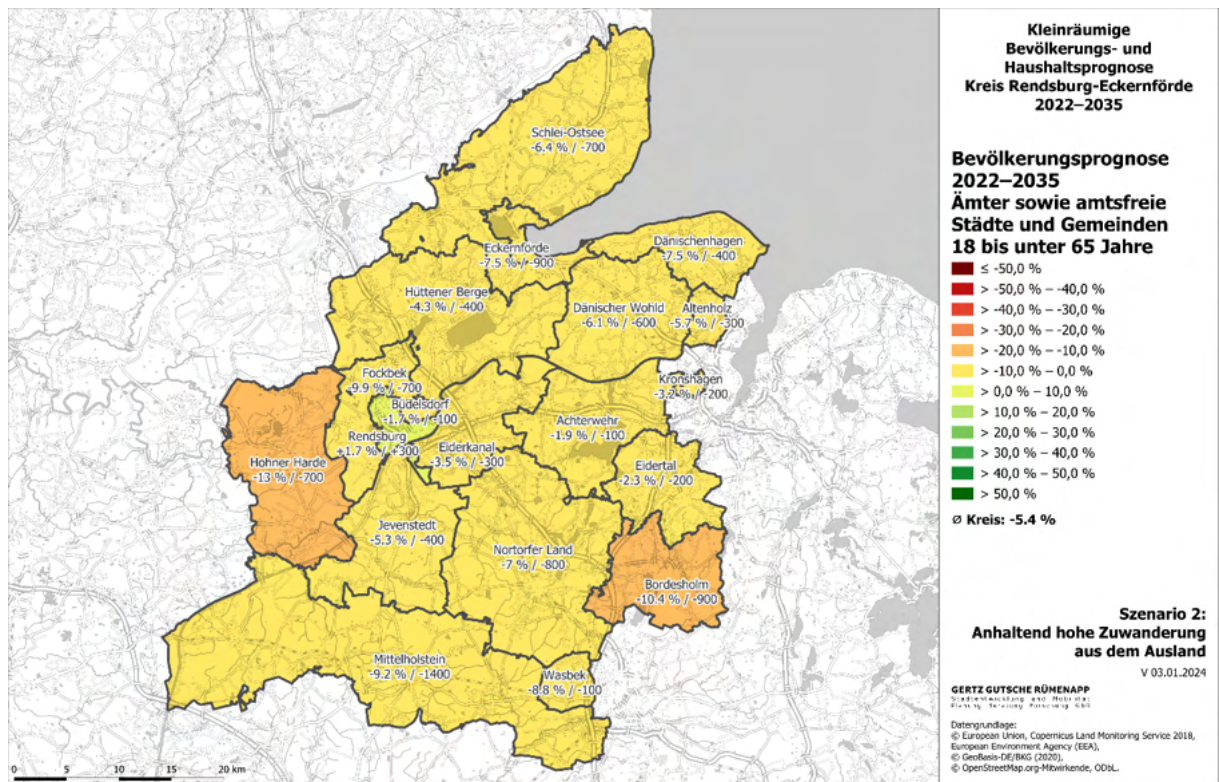 Schlei-Ostsee
-6.4 % / -700
Eckernförde
-7.5 % / -900
Dänischenhagen
-7.5 % / -400
Hüttener Berge
-4.3 % / -400
Dänischer Wohld
-6.1 % / -600
Altenholz
-5.7 % / -300
Fockbek
-9.9 % / -700
Kronshagen
-3.2 % / -200
Büdelsdorf
-1.7 % / -100
Achterwehr
-1.9 % / -100
Rendsburg
+1.7 % / +300
Eiderkanal
-3.5 % / -300
Hohner Harde
-13 % / -700
Eidertal
-2.3 % / -200
Jevenstedt
-5.3 % / -400
Nortorfer Land
-7 % / -800
Bordesholm
-10.4 % / -900
Mittelholstein
-9.2 % / -1400
Wasbek
-8.8 % / -100
0 5 10 15 20 km
Kleinräumige
Bevölkerungs- und
Haushaltsprognose
Kreis Rendsburg-Eckernförde
2022–2035
Bevölkerungsprognose
2022–2035
Ämter sowie amtsfreie
Städte und Gemeinden
18 bis unter 65 Jahre
≤ -50,0 %
> -50,0 % – -40,0 %
> -40,0 % – -30,0 %
> -30,0 % – -20,0 %
> -20,0 % – -10,0 %
> -10,0 % – 0,0 %
> 0,0 % – 10,0 %
> 10,0 % – 20,0 %
> 20,0 % – 30,0 %
> 30,0 % – 40,0 %
> 40,0 % – 50,0 %
> 50,0 %
Ø Kreis: -5.4 %
Szenario 2:
Anhaltend hohe Zuwanderung
aus dem Ausland
V 03.01.2024
GERTZ GUTSCHE RÜMENAPP
Stadtentwicklung und Mobilität
Planung Beratung Forschung GbR
Datengrundlage:
© European Union, Copernicus Land Monitoring Service 2018,
European Environment Agency (EEA),
© GeoBasis-DE/BKG (2020),
© OpenStreetMap.org-Mitwirkende, ODbL.